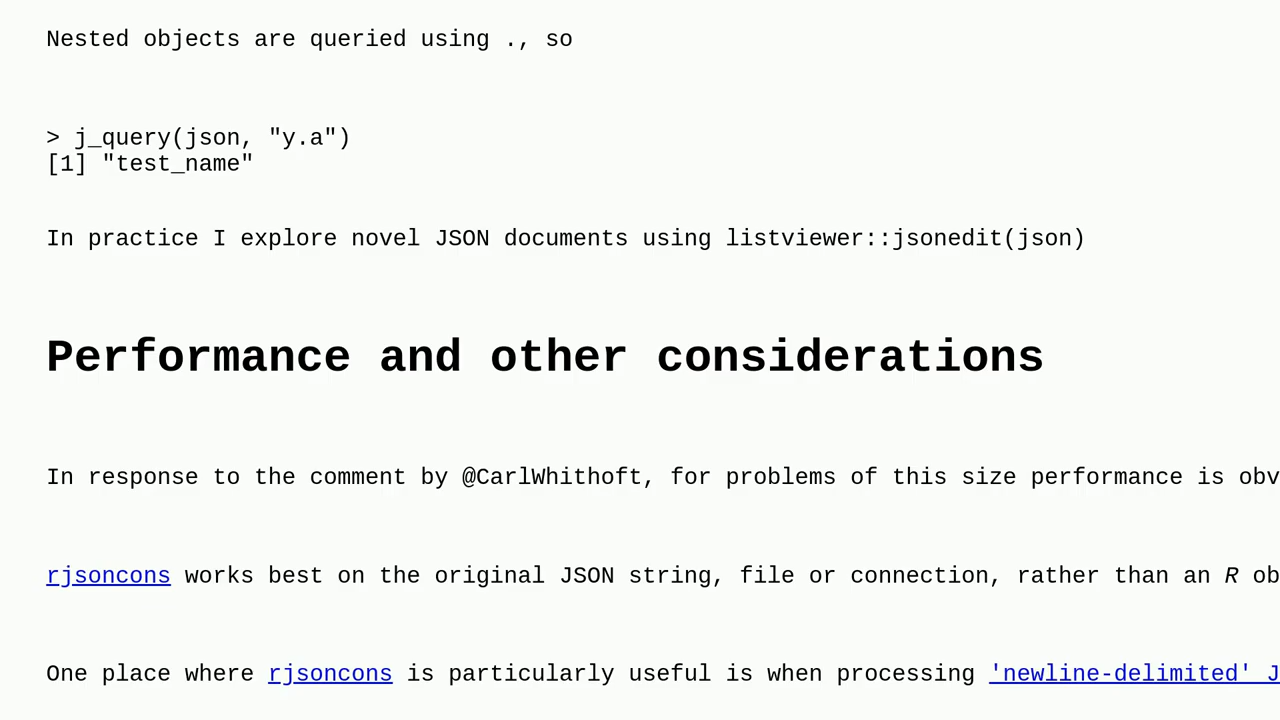 Nested objects are queried using ., so
> j_query(json, "y.a")
[1] "test_name"
In practice I explore novel JSON documents using listviewer::jsonedit(json)
Performance and other considerations
In response to the comment by @CarlWhithoft, for problems of this size performance is obv
rjsoncons works best on the original JSON string, file or connection, rather than an R ob
One place where rjsoncons is particularly useful is when processing 'newline-delimited' J